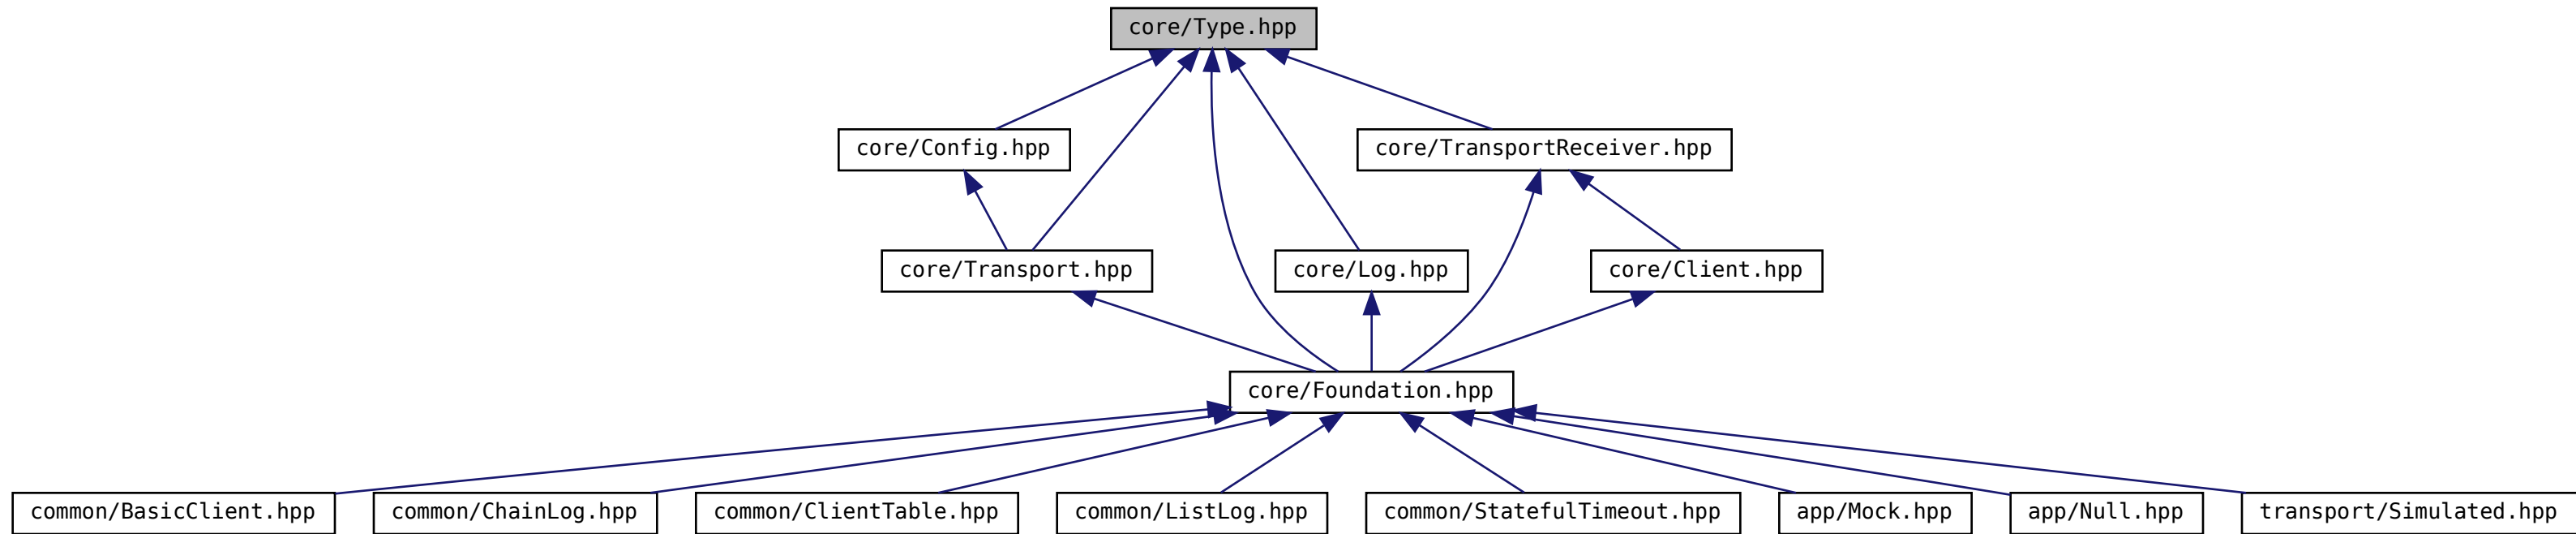 core/Type.hpp
core/Config.hpp
core/TransportReceiver.hpp
core/Transport.hpp
core/Log.hpp
core/Client.hpp
core/Foundation.hpp
common/BasicClient.hpp
common/ChainLog.hpp
common/ClientTable.hpp
common/ListLog.hpp
common/StatefulTimeout.hpp
app/Mock.hpp
app/Null.hpp
transport/Simulated.hpp